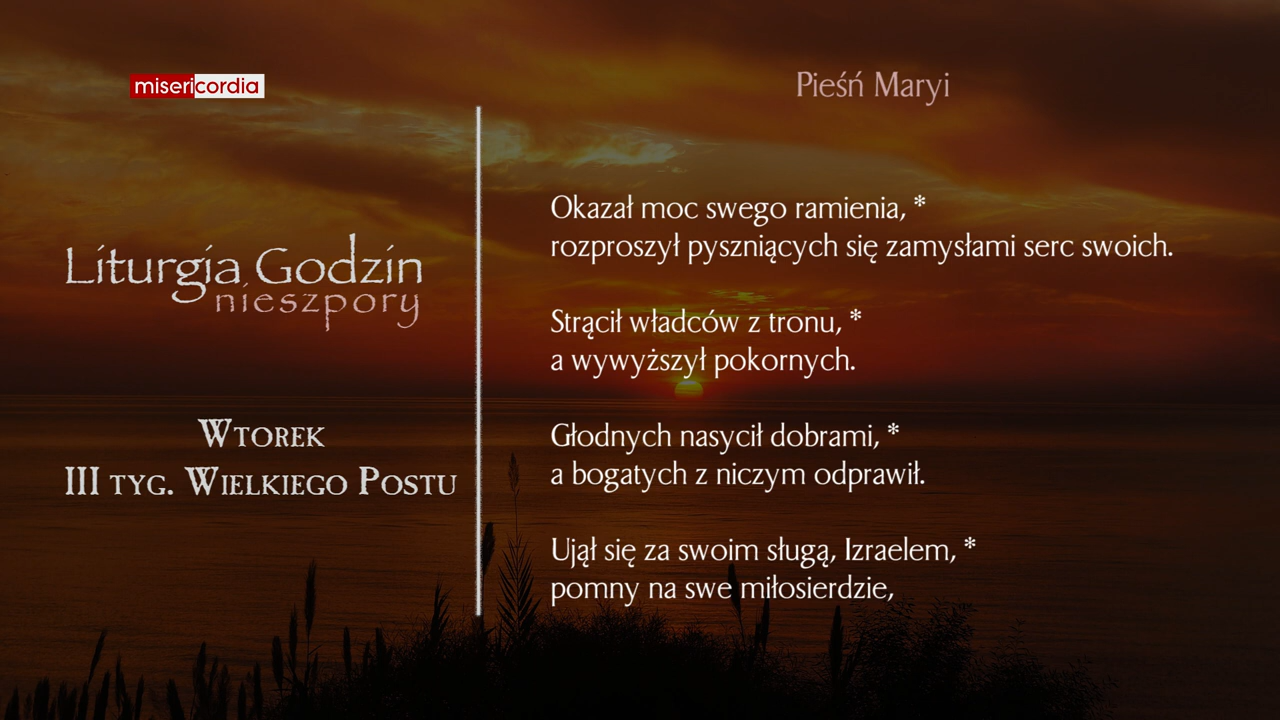 misericordia
Liturgia Godzin
nieszpory
Wtorek
III tyg. Wielkiego Postu
Pieśń Maryi
Okazał moc swego ramienia, *
rozproszył pyszniących się zamysłami serc swoich.
Strącił władców z tronu, *
a wywyższył pokornych.
Głodnych nasycił dobrami, *
a bogatych z niczym odprawił.
Ujął się za swoim sługą, Izraelem, *
pomny na swe miłosierdzie,